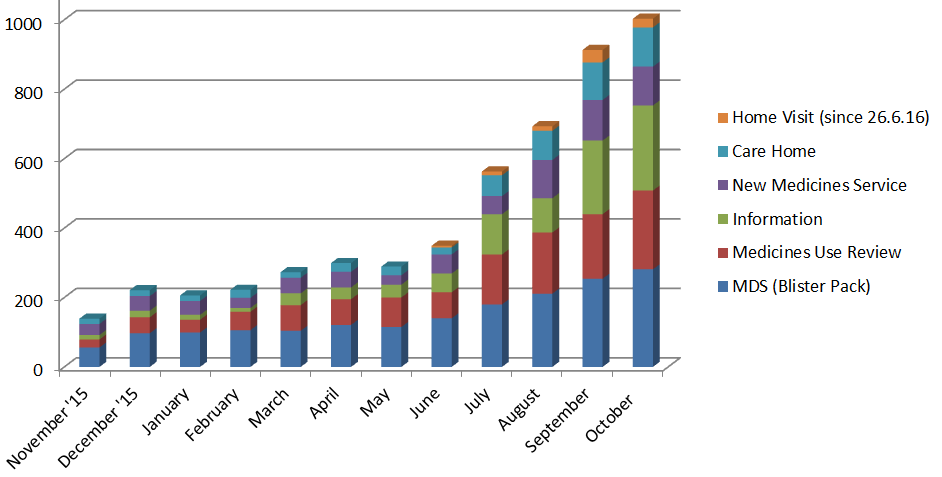 1000
800
600
400
200
0
November '15
December '15
January
February
March
April
May
June
July
August
September
October
Home Visit (since 26.6.16)
Care Home
New Medicines Service
Information
Medicines Use Review
MDS (Blister Pack)